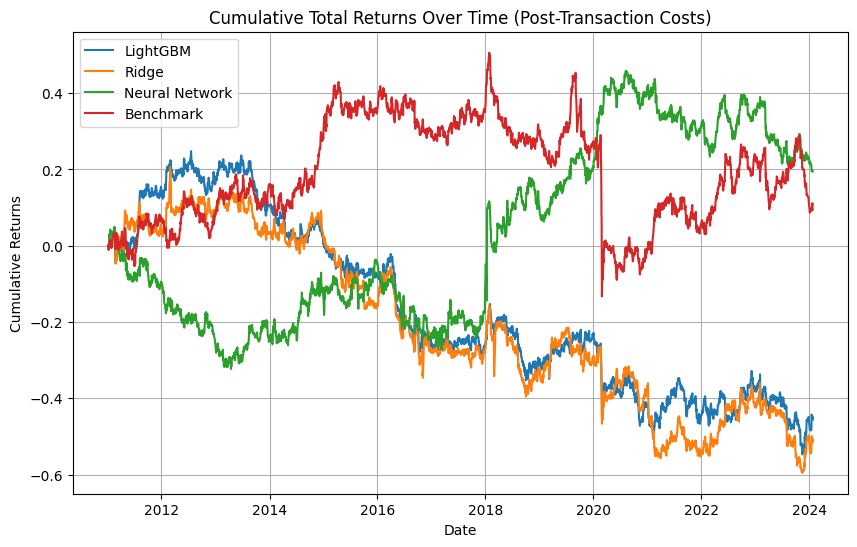 Cumulative Total Returns Over Time (Post-Transaction Costs)
LightGBM
Ridge
Neural Network
Benchmark
Cumulative Returns
0.4
0.2
0.0
−0.2
−0.4
−0.6
2012
2014
2016
2018
2020
2022
2024
Date